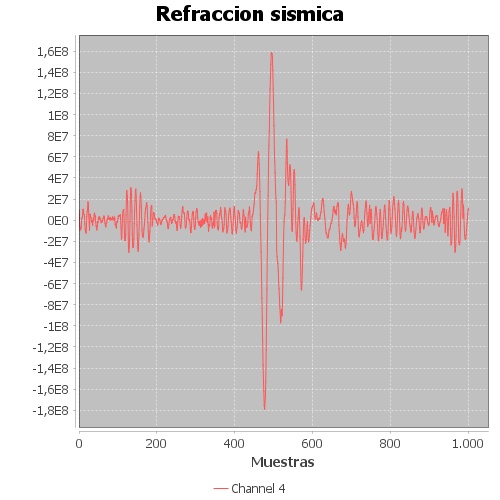 Refraccion sismica
1,6E8
1,4E8
1,2E8
1E8
8E7
6E7
4E7
2E7
0E0
-2E7
-4E7
-6E7
-8E7
-1E8
-1,2E8
-1,4E8
-1,6E8
-1,8E8
0 200 400 600 800 1.000
Muestras
Channel 4